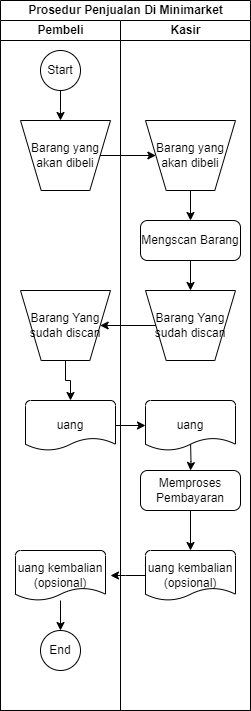 Prosedur Penjualan Di Minimarket
Pembeli
Kasir
Start
Barang yang
akan dibeli
Barang yang
akan dibeli
Mengscan Barang
Barang Yang
sudah discan
Barang Yang
sudah discan
uang
uang
Memproses
Pembayaran
uang kembalian
(opsional)
uang kembalian
(opsional)
End